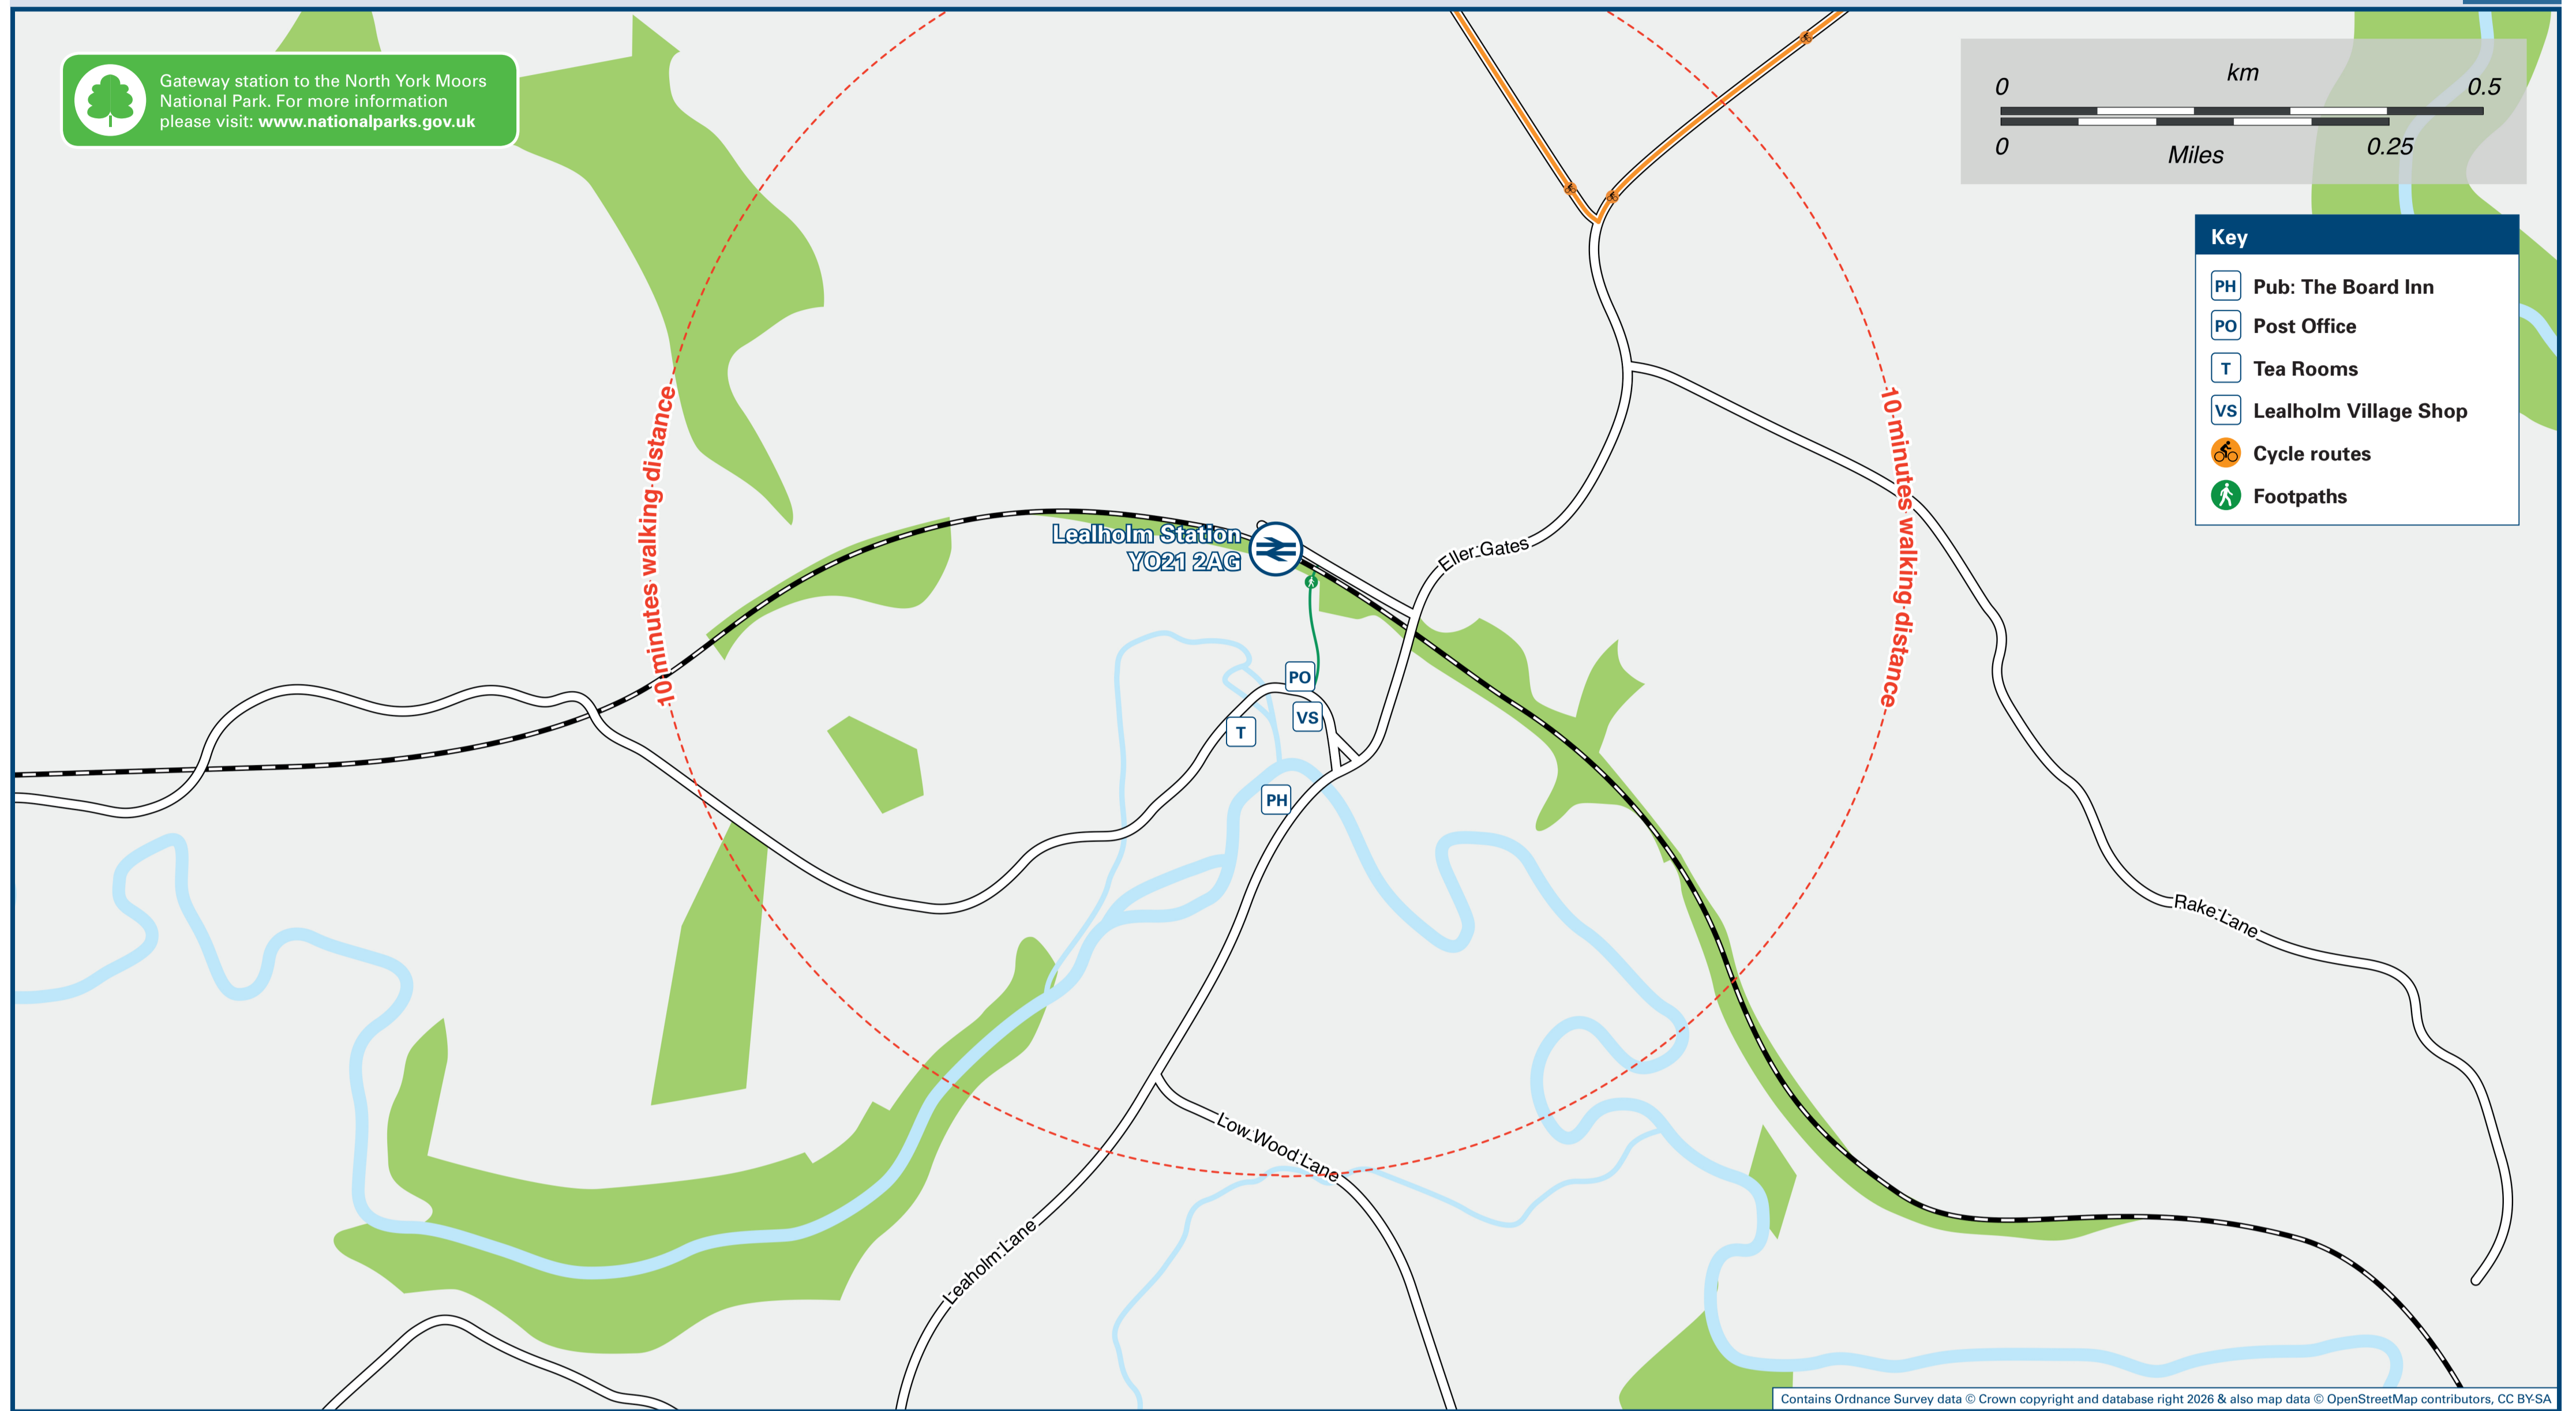 Gateway station to the North York Moors
National Park. For more information
please visit: www.nationalparks.gov.uk
km
0 0.5
0 0.25
Miles
Key
PH Pub: The Board Inn
PO Post Office
T Tea Rooms
VS Lealholm Village Shop
Cycle routes
Footpaths
10 minutes walking distance
10 minutes walking distance
Lealholm Station
YO21 2AG
Eller Gates
PO
VS
T
PH
Rake Lane
Low Wood Lane
Leaholm Lane
Contains Ordnance Survey data © Crown copyright and database right 2026 & also map data © OpenStreetMap contributors, CC BY-SA